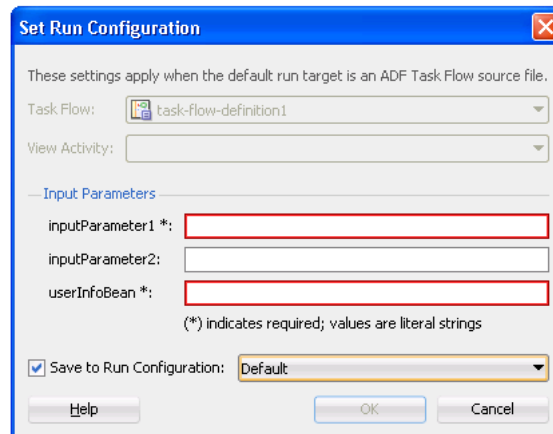 Set Run Configuration
These settings apply when the default run target is an ADF Task Flow source file.
Task Flow: task-flow-definition1
View Activity:
Input Parameters
inputParameter1 *:
inputParameter2:
userInfoBean *:
(*) indicates required; values are literal strings
Save to Run Configuration: Default
Help OK Cancel